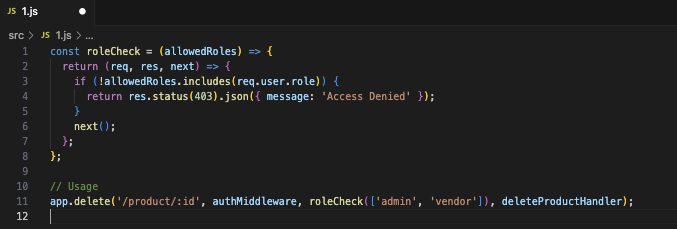 JS 1.js
src > JS 1.js > ...
1 const roleCheck = (allowedRoles) => {
2   return (req, res, next) => {
3     if (!allowedRoles.includes(req.user.role)) {
4       return res.status(403).json({ message: 'Access Denied' });
5     }
6     next();
7   };
8 };
9
10 // Usage
11 app.delete('/product/:id', authMiddleware, roleCheck(['admin', 'vendor']), deleteProductHandler);
12